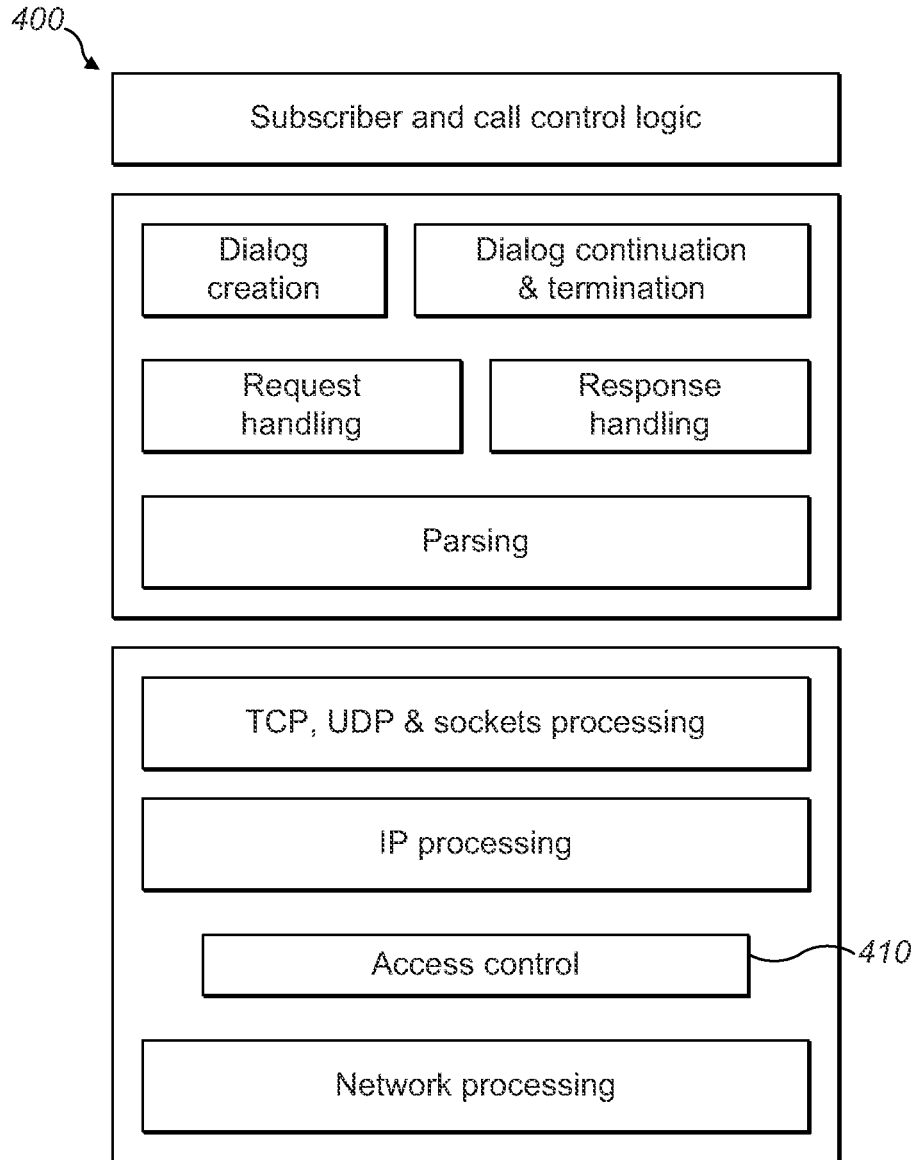 400
Subscriber and call control logic
Dialog
creation
Dialog continuation
& termination
Request
handling
Response
handling
Parsing
TCP, UDP & sockets processing
IP processing
Access control
410
Network processing